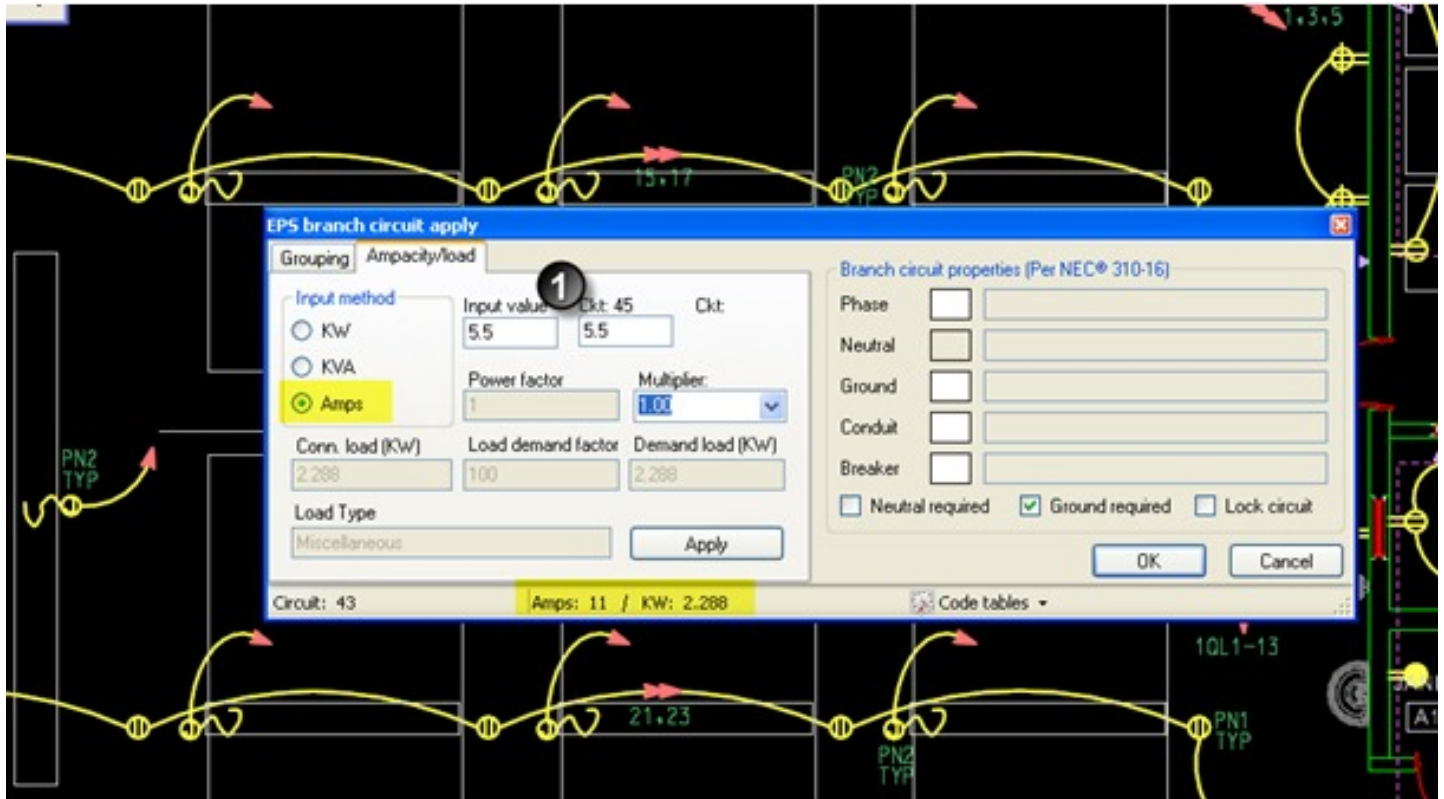 1,3,5
15,17
PN2
TYP
EPS branch circuit apply
Grouping
Ampacity/load
1
Input method
KW
KVA
Amps
Input value
Ckt: 45
Ckt:
5.5
5.5
Power factor
Multiplier:
1
1.00
Conn. load (KW)
Load demand factor
Demand load (KW)
2.288
100
2.288
Load Type
Miscellaneous
Apply
Branch circuit properties (Per NEC® 310-16)
Phase
Neutral
Ground
Conduit
Breaker
Neutral required
Ground required
Lock circuit
OK
Cancel
Circuit: 43
Amps: 11 / KW: 2.288
Code tables
PN2
TYP
1QL1-13
21,23
PN2
TYP
PN1
TYP